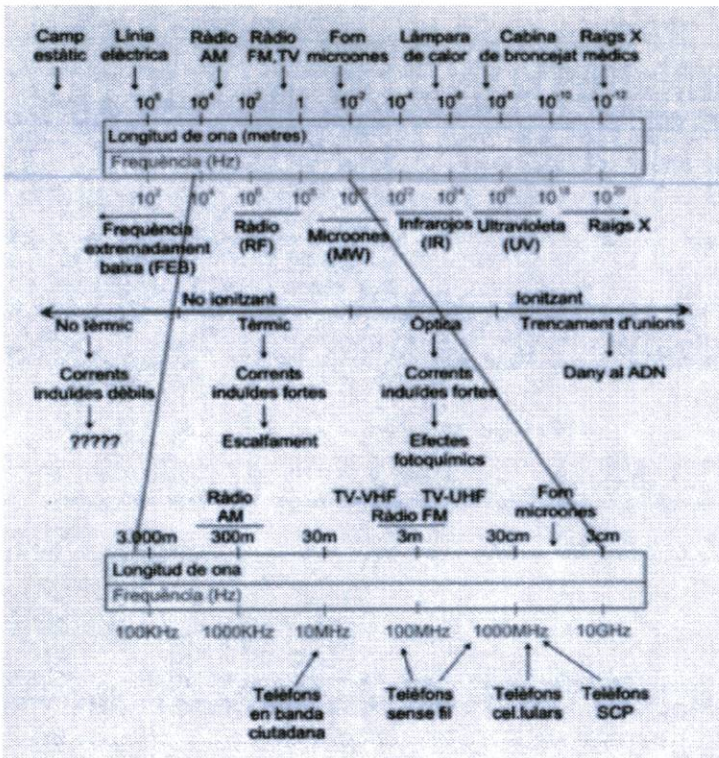 Camp Línia Ràdio Ràdio Forn Làmpara Cabina Raigs X
estàtic elèctrica AM FM,TV microones de calor de broncejat mèdics
10⁴ 10² 1 10⁻² 10⁻⁴ 10⁻⁶ 10⁻⁸ 10⁻¹⁰ 10⁻¹²
Longitud de ona (metres)
Frequència (Hz)
10² 10⁴ 10⁶ 10⁸ 10¹⁰ 10¹² 10¹⁴ 10¹⁶ 10¹⁸ 10²⁰
Frequència Ràdio Microones Infrarojos Ultravioleta Raigs X
extremadament (RF) (MW) (IR) (UV)
baixa (FEB)
No ionitzant Ionitzant
No tèrmic Tèrmic Òptica Trencament d'unions
Corrents Corrents Corrents Dany al ADN
induïdes dèbils induïdes fortes induïdes fortes
????? Escalfament Efectes
fotoquímics
Ràdio TV-VHF TV-UHF Forn
AM Ràdio FM microones
3.000m 300m 30m 3m 30cm 3cm
Longitud de ona
Frequència (Hz)
100KHz 1000KHz 10MHz 100MHz 1000MHz 10GHz
Telèfons Telèfons Telèfons Telèfons
en banda sense fil cel.lulars SCP
ciutadana